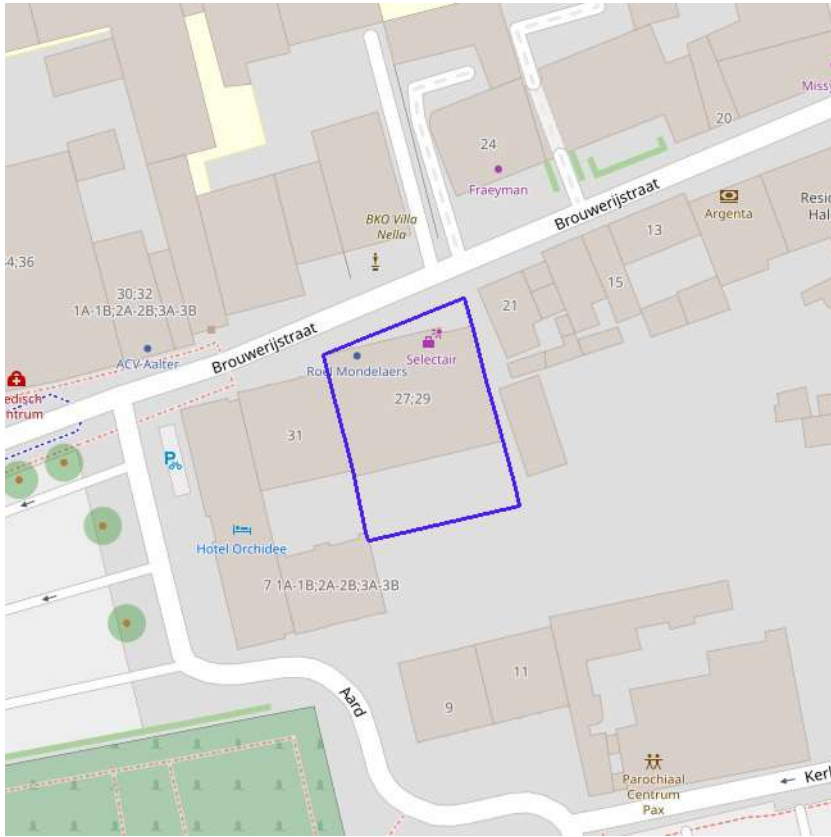 Missy
20
24
Fraeyman
Brouwerijstraat
Argenta
Resid
Hal
13
BKO Villa
Nella
4;36
15
30;32
1A-1B;2A-2B;3A-3B
21
Brouwerijstraat
ACV Aalter
Selectair
Roel Mondelaers
edisch
ntrum
27;29
31
P
Hotel Orchidee
7 1A-1B;2A-2B;3A-3B
11
Aard
9
Parochiaal
Centrum
Pax
Kerk